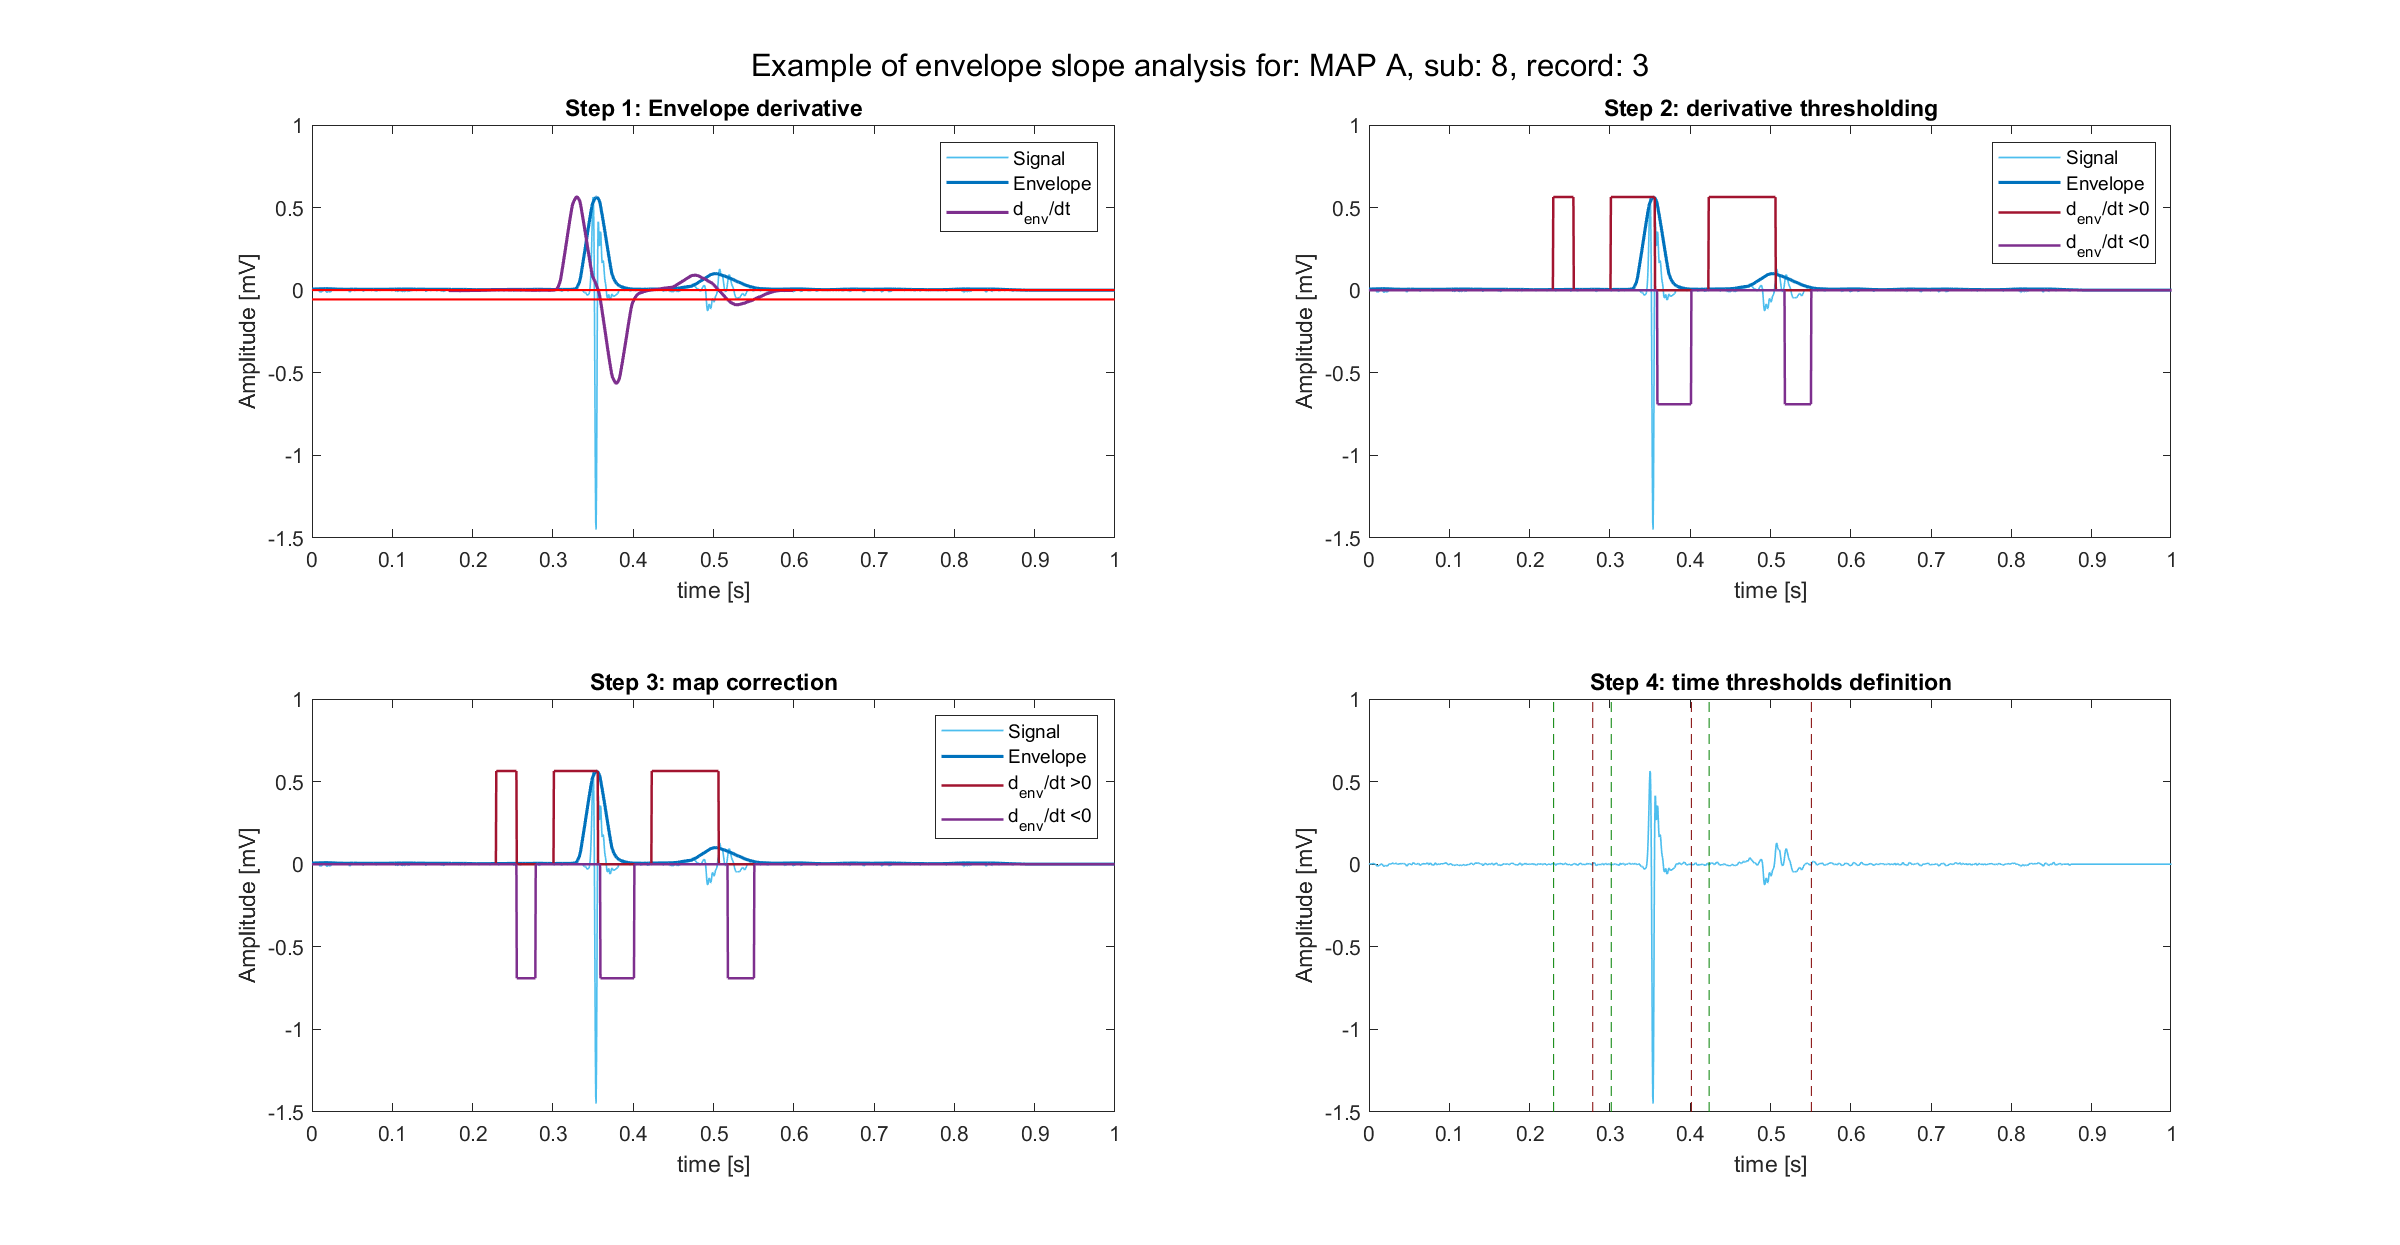 Example of envelope slope analysis for: MAP A, sub: 8, record: 3
Step 1: Envelope derivative
1
0.5
0
-0.5
-1
-1.5
Amplitude [mV]
0 0.1 0.2 0.3 0.4 0.5 0.6 0.7 0.8 0.9 1
time [s]
Signal
Envelope
d_env/dt
Step 2: derivative thresholding
1
0.5
0
-0.5
-1
-1.5
Amplitude [mV]
0 0.1 0.2 0.3 0.4 0.5 0.6 0.7 0.8 0.9 1
time [s]
Signal
Envelope
d_env/dt >0
d_env/dt <0
Step 3: map correction
1
0.5
0
-0.5
-1
-1.5
Amplitude [mV]
0 0.1 0.2 0.3 0.4 0.5 0.6 0.7 0.8 0.9 1
time [s]
Signal
Envelope
d_env/dt >0
d_env/dt <0
Step 4: time thresholds definition
1
0.5
0
-0.5
-1
-1.5
Amplitude [mV]
0 0.1 0.2 0.3 0.4 0.5 0.6 0.7 0.8 0.9 1
time [s]